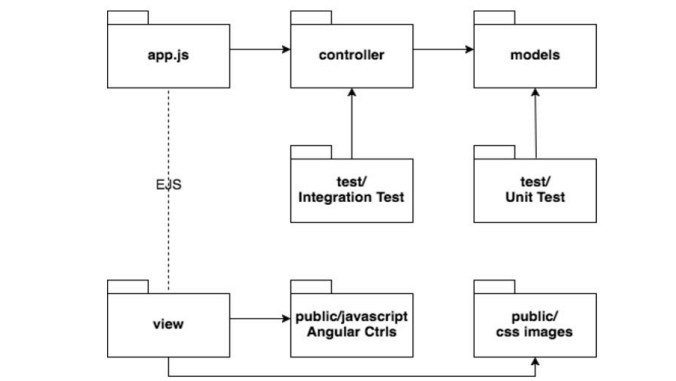 app.js
controller
models
EJS
test/
Integration Test
test/
Unit Test
view
public/javascript
Angular Ctrls
public/
css images